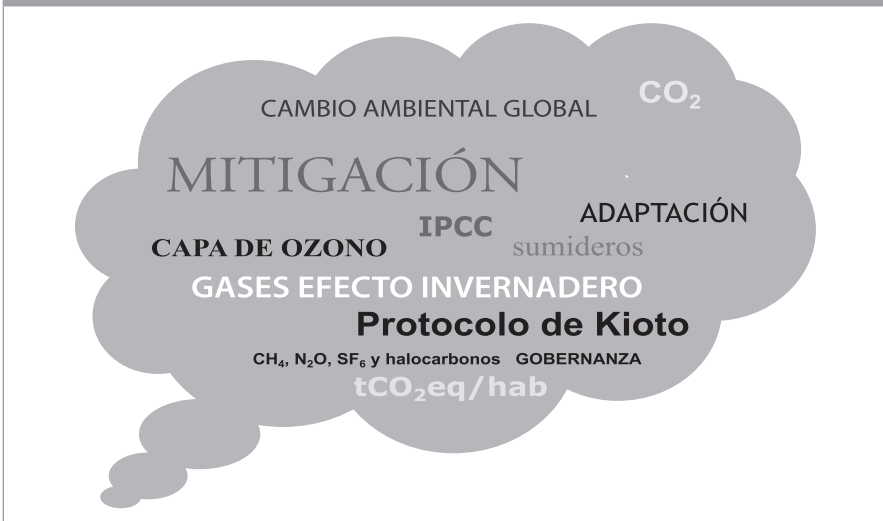 CO₂
CAMBIO AMBIENTAL GLOBAL
MITIGACIÓN
ADAPTACIÓN
IPCC
CAPA DE OZONO
sumideros
GASES EFECTO INVERNADERO
Protocolo de Kioto
CH₄, N₂O, SF₆ y halocarbonos GOBERNANZA
tCO₂eq/hab